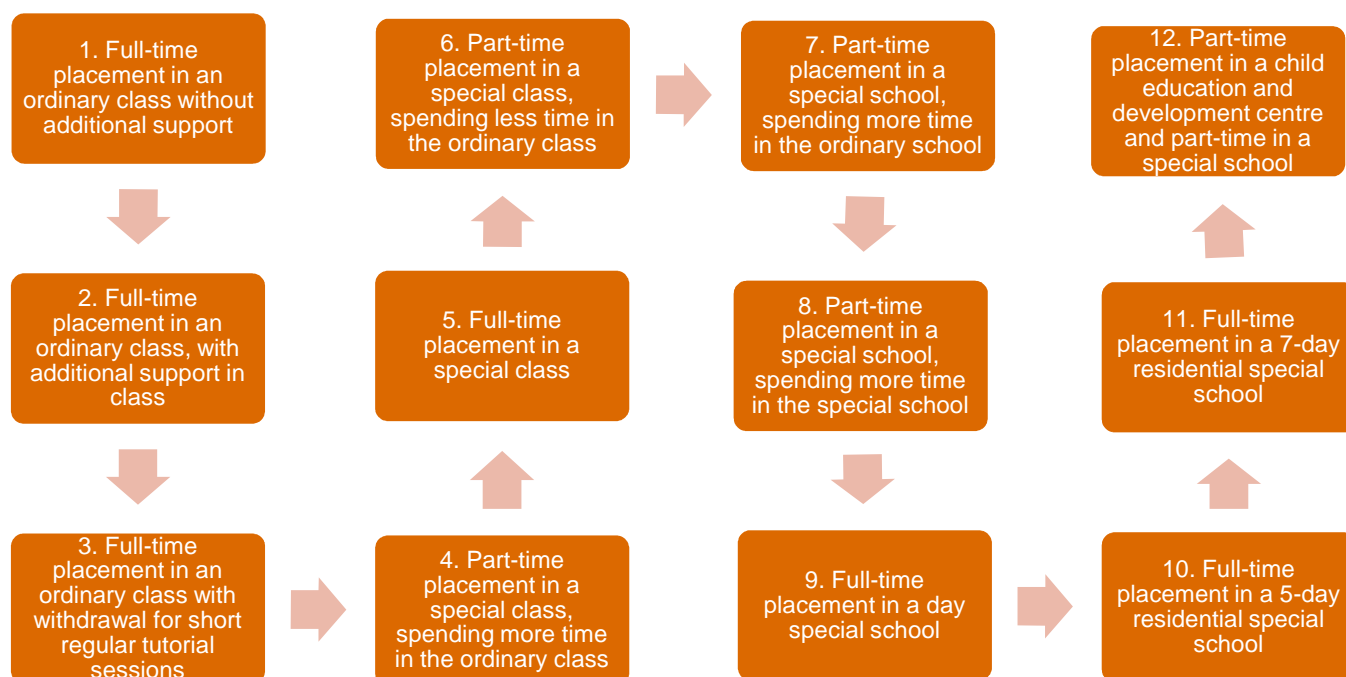 1. Full-time
placement in an
ordinary class without
additional support
2. Full-time
placement in an
ordinary class, with
additional support in
class
3. Full-time
placement in an
ordinary class with
withdrawal for short
regular tutorial
sessions
4. Part-time
placement in a
special class,
spending more time
in the ordinary class
5. Full-time
placement in a
special class
6. Part-time
placement in a
special class,
spending less time in
the ordinary class
7. Part-time
placement in a
special school,
spending more time
in the ordinary school
8. Part-time
placement in a
special school,
spending more time
in the special school
9. Full-time
placement in a day
special school
10. Full-time
placement in a 5-day
residential special
school
11. Full-time
placement in a 7-day
residential special
school
12. Part-time
placement in a child
education and
development centre
and part-time in a
special school